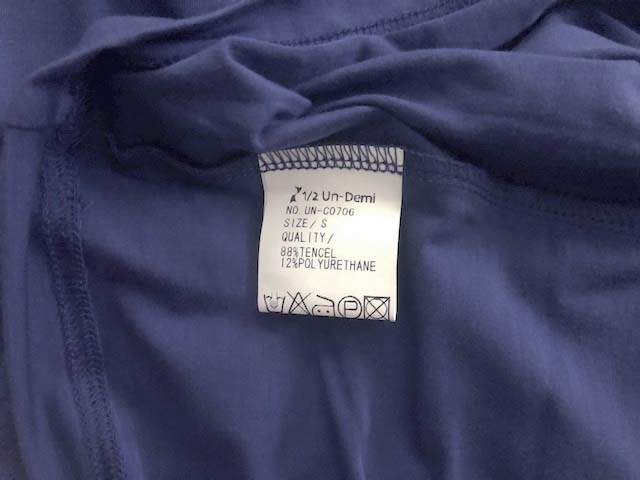 1/2 Un-Demi
NO. UN-C0706
SIZE/ S
QUALITY/
88%TENCEL
12%POLYURETHANE
P